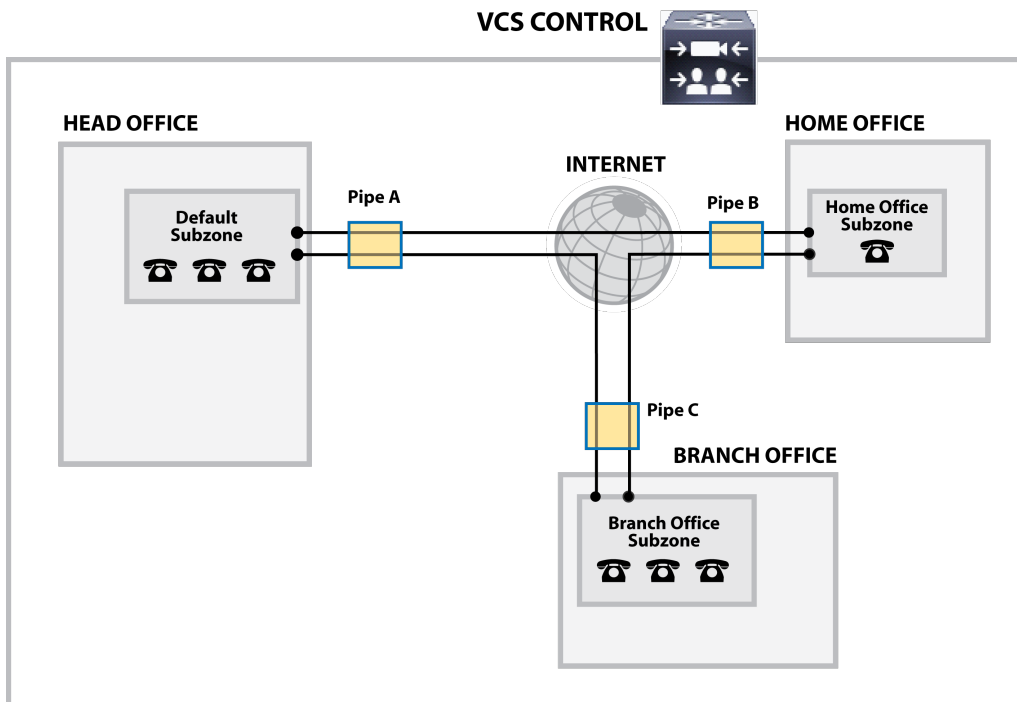 VCS CONTROL
HEAD OFFICE
HOME OFFICE
INTERNET
Pipe A
Pipe B
Default
Subzone
Home Office
Subzone
Pipe C
BRANCH OFFICE
Branch Office
Subzone